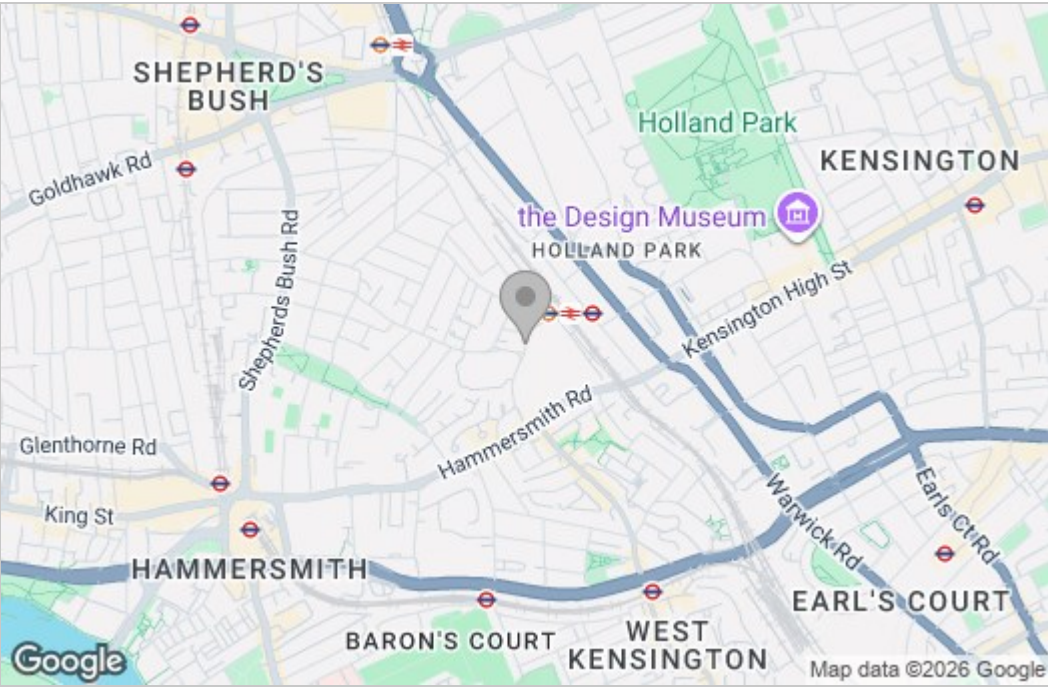 SHEPHERD'S
BUSH
Goldhawk Rd
Shepherds Bush Rd
Holland Park
KENSINGTON
the Design Museum
HOLLAND PARK
Kensington High St
Hammersmith Rd
Glenthorne Rd
King St
HAMMERSMITH
Warwick Rd
Earls Ct Rd
EARL'S COURT
BARON'S COURT
WEST
KENSINGTON
Google
Map data ©2026 Google